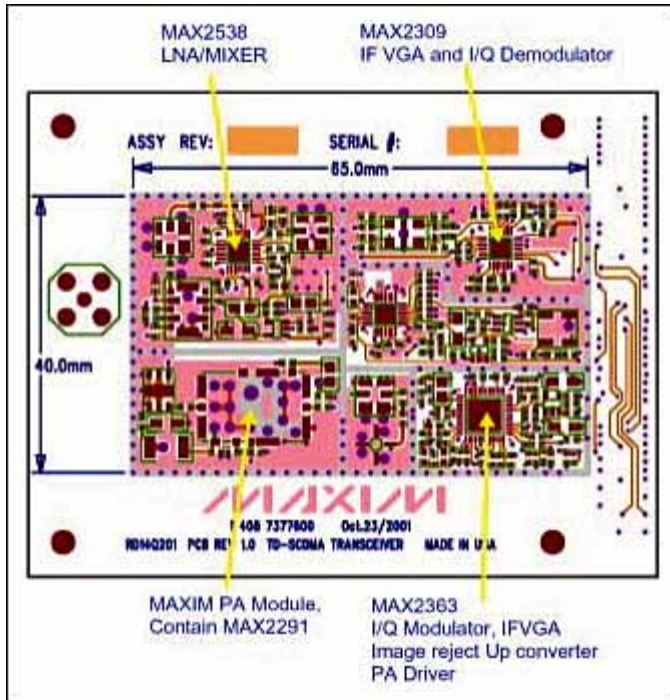 MAX2538
LNA/MIXER
MAX2309
IF VGA and I/Q Demodulator
ASSY REV:
SERIAL #:
65.0mm
40.0mm
MAXIM
408 7377600 Oct.23/2001
PCB REV 1.0 TD-SCDMA TRANSCEIVER MADE IN USA
MAXIM PA Module,
Contain MAX2291
MAX2363
I/Q Modulator, IFVGA
Image reject Up converter
PA Driver